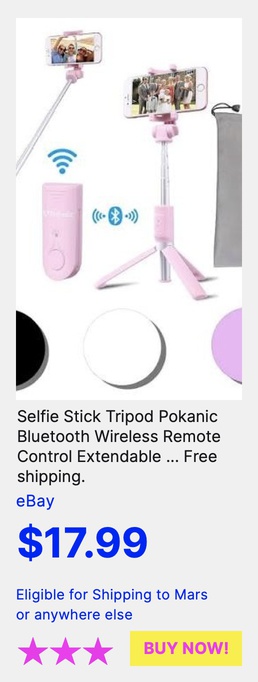 Selfie Stick Tripod Pokanic
Bluetooth Wireless Remote
Control Extendable ... Free
shipping.
eBay
$17.99
Eligible for Shipping to Mars
or anywhere else
BUY NOW!